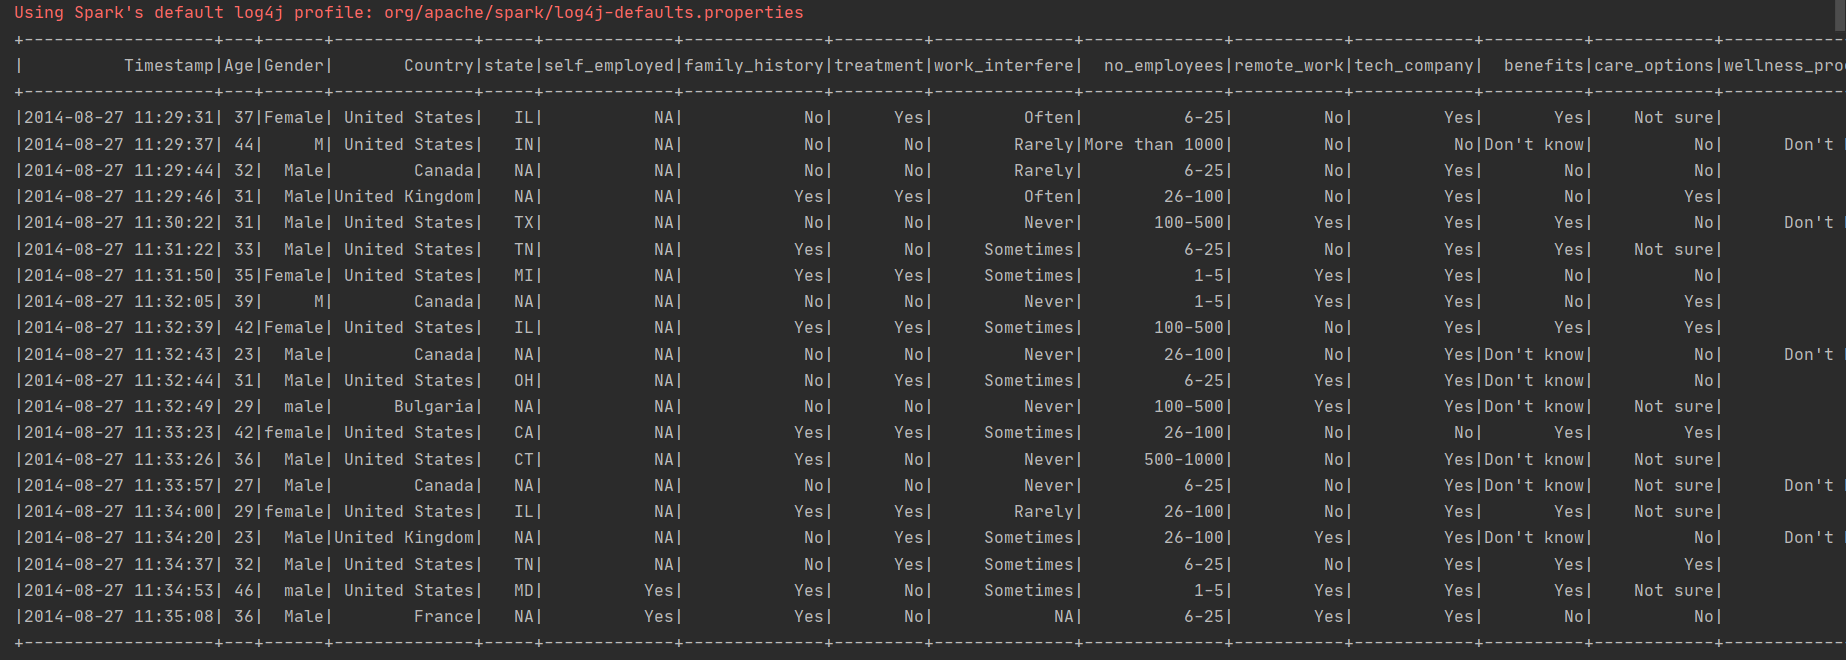 Using Spark's default log4j profile: org/apache/spark/log4j-defaults.properties
+-------------------+---+------+--------------+-----+-------------+--------------+---------+--------------+--------------+-----------+------------+----------+------------+------------
|          Timestamp|Age|Gender|       Country|state|self_employed|family_history|treatment|work_interfere|  no_employees|remote_work|tech_company|  benefits|care_options|wellness_pro
+-------------------+---+------+--------------+-----+-------------+--------------+---------+--------------+--------------+-----------+------------+----------+------------+------------
|2014-08-27 11:29:31| 37|Female| United States|   IL|           NA|            No|      Yes|         Often|          6-25|         No|         Yes|       Yes|    Not sure|
|2014-08-27 11:29:37| 44|     M| United States|   IN|           NA|            No|       No|        Rarely|More than 1000|         No|          No|Don't know|          No|      Don't
|2014-08-27 11:29:44| 32|  Male|        Canada|   NA|           NA|            No|       No|        Rarely|          6-25|         No|         Yes|        No|          No|
|2014-08-27 11:29:46| 31|  Male|United Kingdom|   NA|           NA|           Yes|      Yes|         Often|        26-100|         No|         Yes|        No|         Yes|
|2014-08-27 11:30:22| 31|  Male| United States|   TX|           NA|            No|       No|         Never|       100-500|        Yes|         Yes|       Yes|          No|      Don't
|2014-08-27 11:31:22| 33|  Male| United States|   TN|           NA|           Yes|       No|     Sometimes|          6-25|         No|         Yes|       Yes|    Not sure|
|2014-08-27 11:31:50| 35|Female| United States|   MI|           NA|           Yes|      Yes|     Sometimes|           1-5|        Yes|         Yes|        No|          No|
|2014-08-27 11:32:05| 39|     M|        Canada|   NA|           NA|            No|       No|         Never|           1-5|        Yes|         Yes|        No|         Yes|
|2014-08-27 11:32:39| 42|Female| United States|   IL|           NA|           Yes|      Yes|     Sometimes|       100-500|         No|         Yes|       Yes|         Yes|
|2014-08-27 11:32:43| 23|  Male|        Canada|   NA|           NA|            No|       No|         Never|        26-100|         No|         Yes|Don't know|          No|      Don't
|2014-08-27 11:32:44| 31|  Male| United States|   OH|           NA|            No|      Yes|     Sometimes|          6-25|        Yes|         Yes|Don't know|          No|
|2014-08-27 11:32:49| 29|  male|      Bulgaria|   NA|           NA|            No|       No|         Never|       100-500|        Yes|         Yes|Don't know|    Not sure|
|2014-08-27 11:33:23| 42|female| United States|   CA|           NA|           Yes|      Yes|     Sometimes|        26-100|         No|          No|       Yes|         Yes|
|2014-08-27 11:33:26| 36|  Male| United States|   CT|           NA|           Yes|       No|         Never|      500-1000|         No|         Yes|Don't know|    Not sure|
|2014-08-27 11:33:57| 27|  Male|        Canada|   NA|           NA|            No|       No|         Never|          6-25|         No|         Yes|Don't know|    Not sure|      Don't
|2014-08-27 11:34:00| 29|female| United States|   IL|           NA|           Yes|      Yes|        Rarely|        26-100|         No|         Yes|       Yes|    Not sure|
|2014-08-27 11:34:20| 23|  Male|United Kingdom|   NA|           NA|            No|      Yes|     Sometimes|        26-100|        Yes|         Yes|Don't know|          No|      Don't
|2014-08-27 11:34:37| 32|  Male| United States|   TN|           NA|            No|      Yes|     Sometimes|          6-25|         No|         Yes|       Yes|         Yes|
|2014-08-27 11:34:53| 46|  male| United States|   MD|          Yes|           Yes|       No|     Sometimes|           1-5|        Yes|         Yes|       Yes|    Not sure|
|2014-08-27 11:35:08| 36|  Male|        France|   NA|          Yes|           Yes|       No|            NA|          6-25|        Yes|         Yes|        No|          No|
+-------------------+---+------+--------------+-----+-------------+--------------+---------+--------------+--------------+-----------+------------+----------+------------+------------